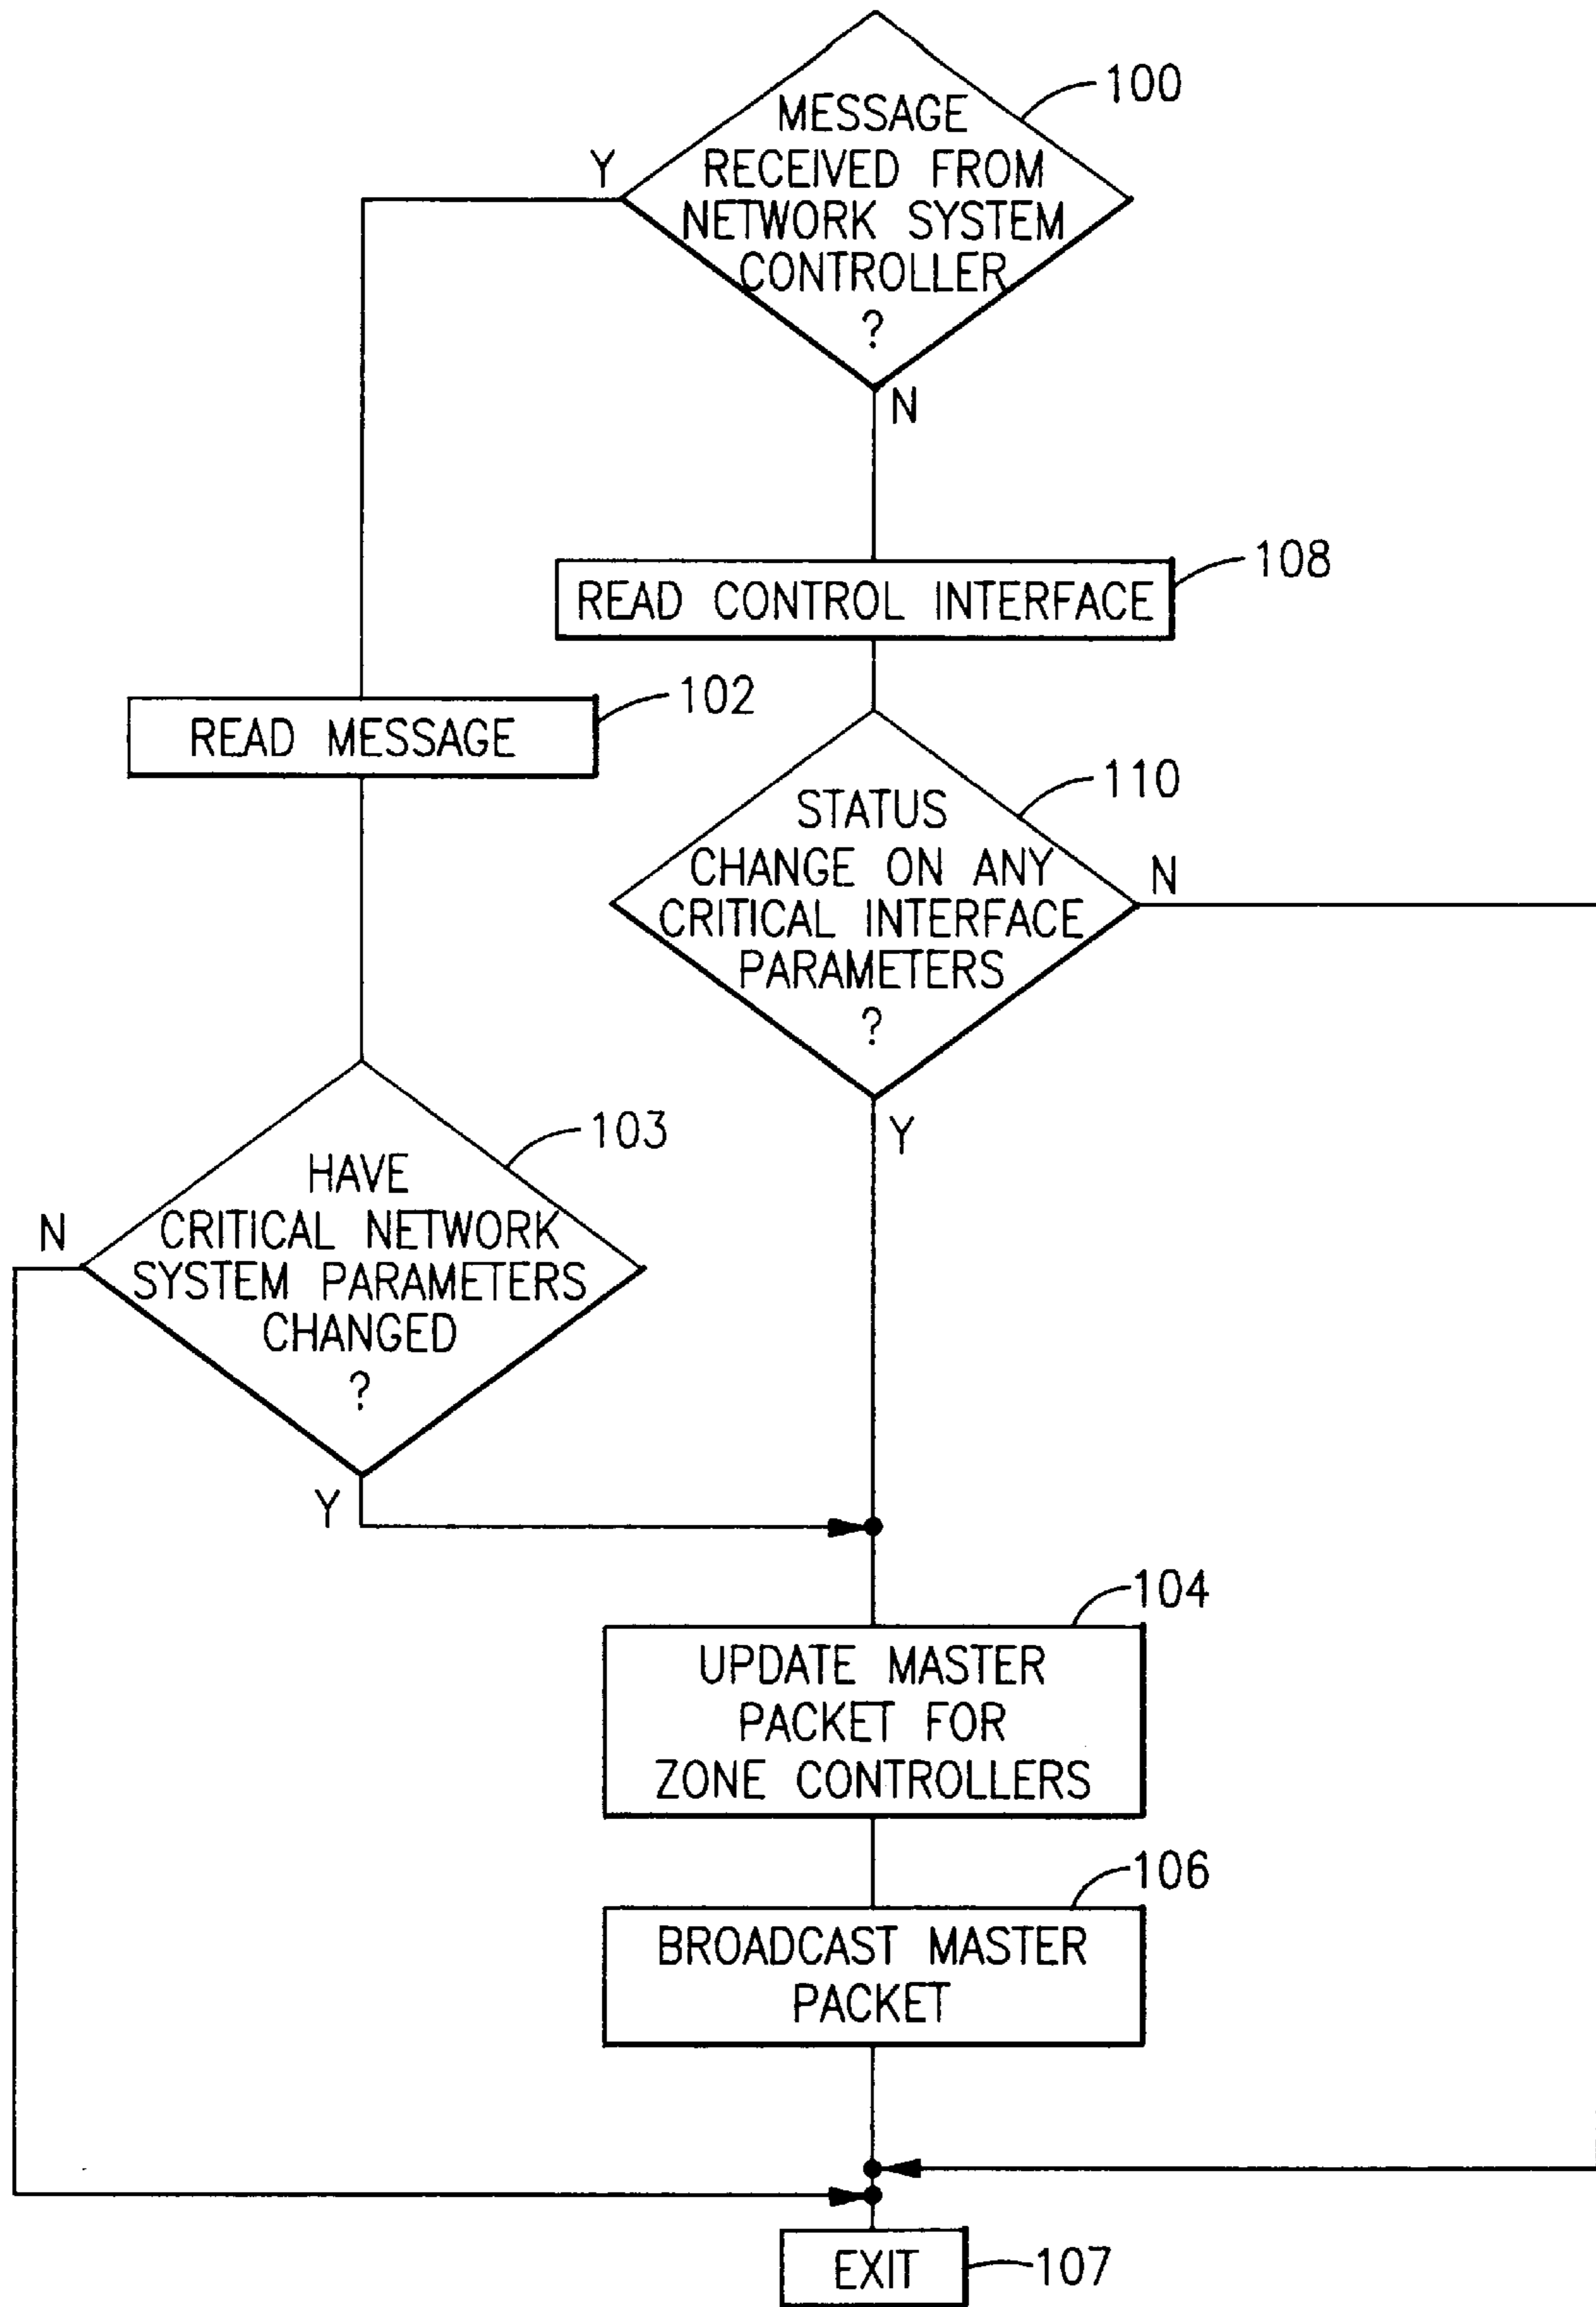 MESSAGE
RECEIVED FROM
NETWORK SYSTEM
CONTROLLER
?
100
Y
N
READ CONTROL INTERFACE
108
READ MESSAGE
102
STATUS
CHANGE ON ANY
CRITICAL INTERFACE
PARAMETERS
?
110
N
Y
HAVE
CRITICAL NETWORK
SYSTEM PARAMETERS
CHANGED
?
103
N
Y
UPDATE MASTER
PACKET FOR
ZONE CONTROLLERS
104
BROADCAST MASTER
PACKET
106
EXIT
107